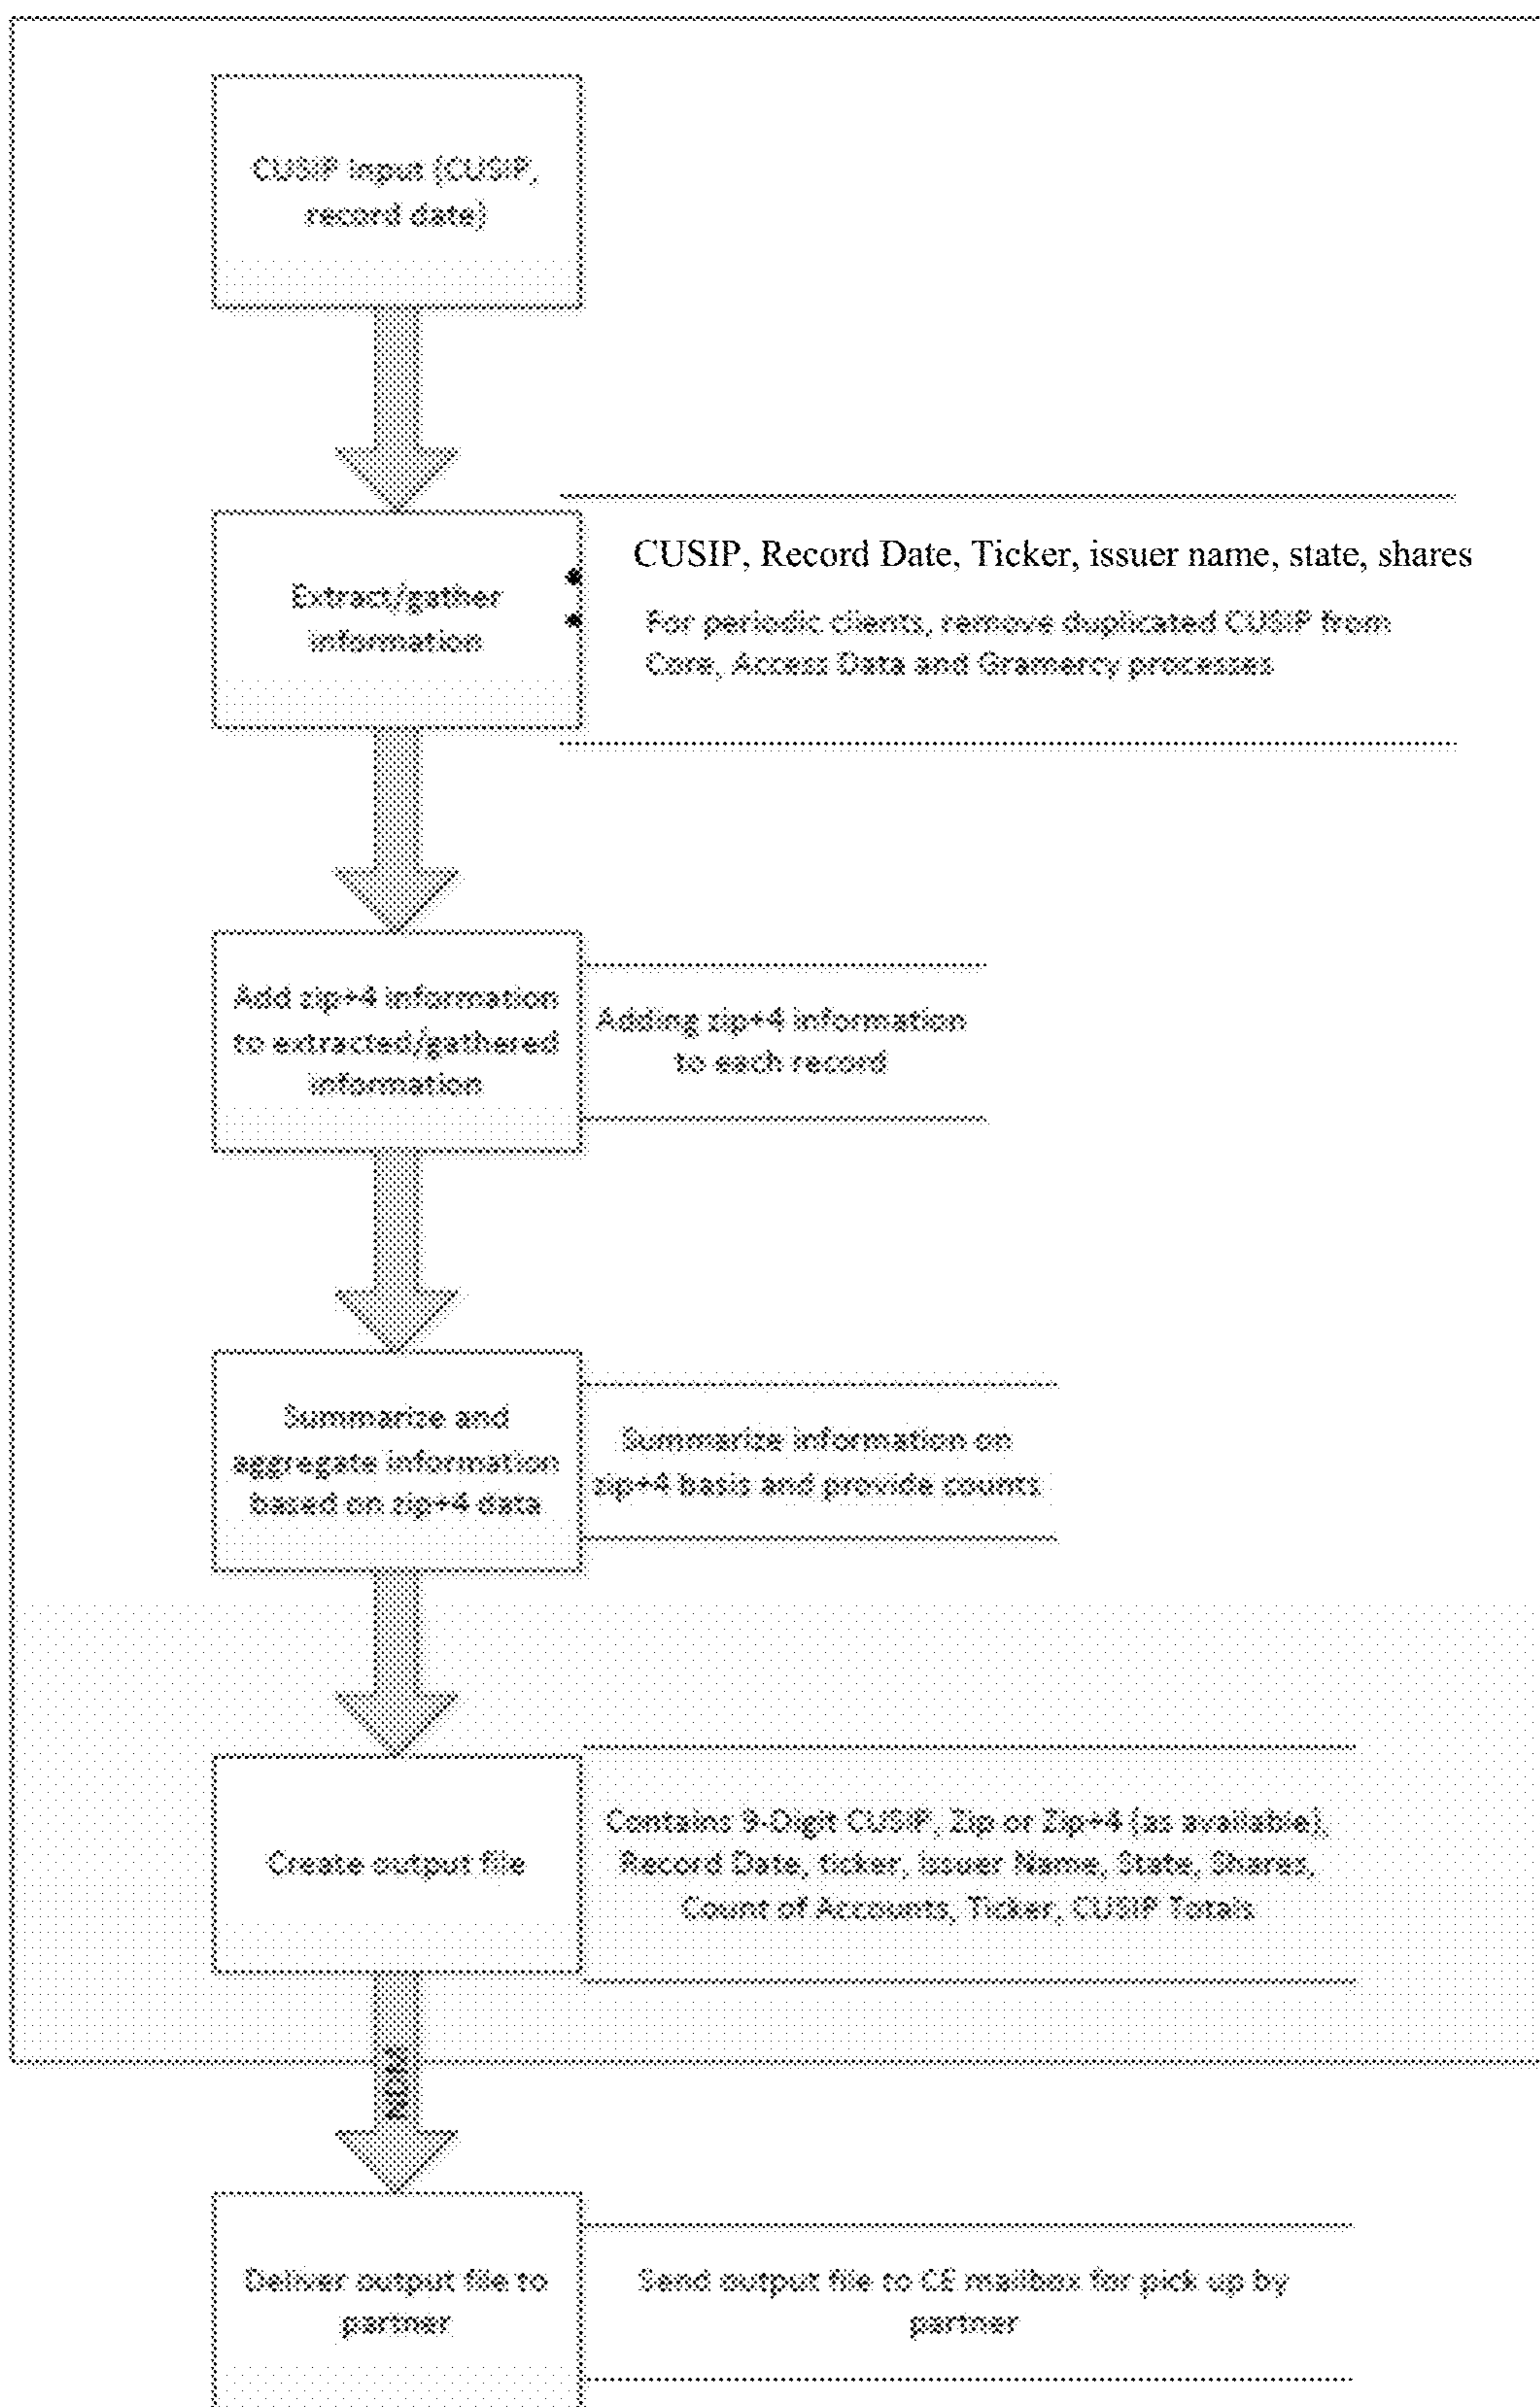 CUSIP Input (CUSIP,
record date)
Extract/gather
information
CUSIP, Record Date, Ticker, issuer name, state, shares
For periodic clients, remove duplicated CUSIP from
Core, Access Data and Gramercy processes
Add zip+4 information
to extracted/gathered
information
Adding zip+4 information
to each record
Summarize and
aggregate information
based on zip+4 data
Summarize information on
zip+4 basis and provide counts
Create output file
Contains 9-Digit CUSIP, Zip or Zip+4 (as available),
Record Date, ticker, issuer Name, State, Shares,
Count of Accounts, Ticker, CUSIP Totals
Deliver output file to
partner
Send output file to CE mailbox for pick up by
partner